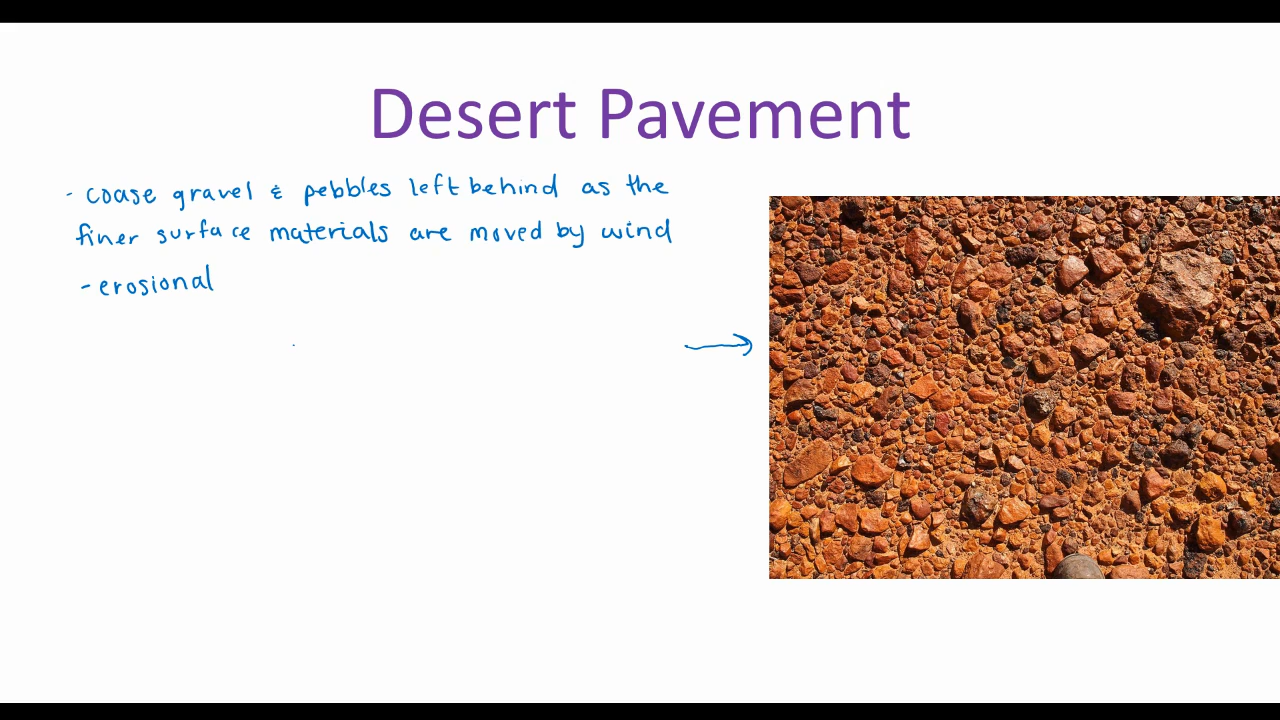 Desert Pavement
- coase gravel & pebbles left behind as the
finer surface materials are moved by wind
- erosional